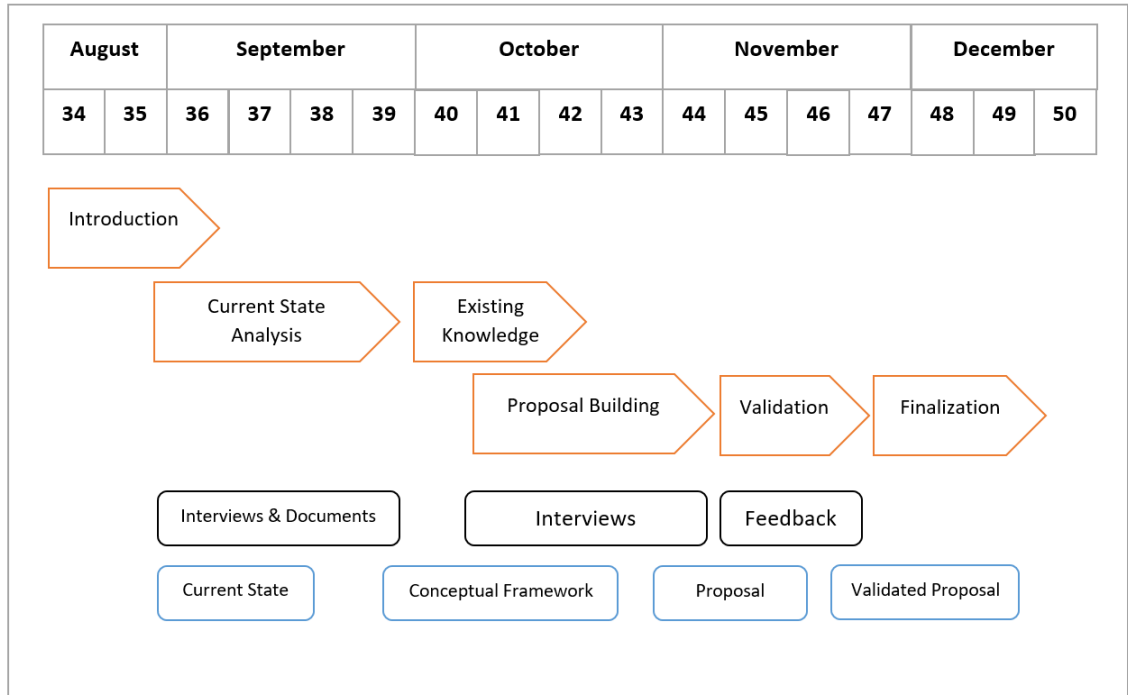 August September October November December
34 35 36 37 38 39 40 41 42 43 44 45 46 47 48 49 50
Introduction
Current State
Analysis
Existing
Knowledge
Proposal Building
Validation
Finalization
Interviews & Documents
Interviews
Feedback
Current State
Conceptual Framework
Proposal
Validated Proposal